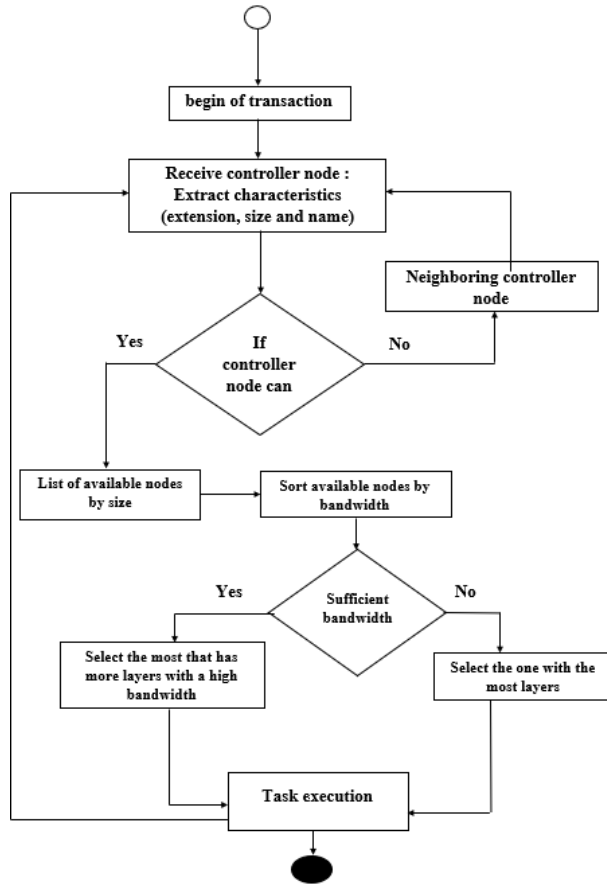 begin of transaction
Receive controller node :
Extract characteristics
(extension, size and name)
Neighboring controller
node
Yes
If
controller
node can
No
List of available nodes
by size
Sort available nodes by
bandwidth
Yes
Sufficient
bandwidth
No
Select the most that has
more layers with a high
bandwidth
Select the one with the
most layers
Task execution